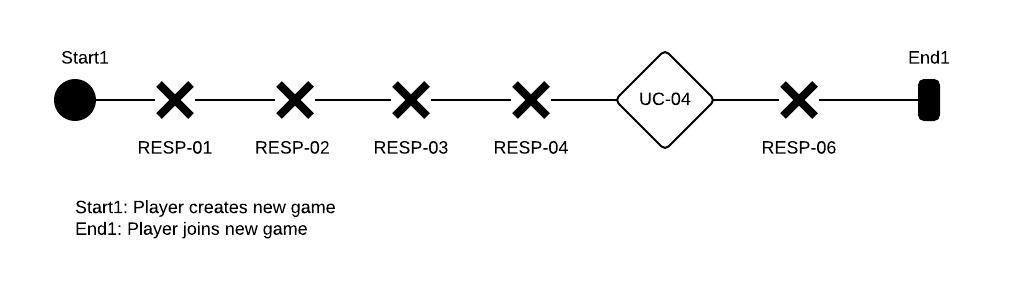 Start1
End1
UC-04
RESP-01
RESP-02
RESP-03
RESP-04
RESP-06
Start1: Player creates new game
End1: Player joins new game